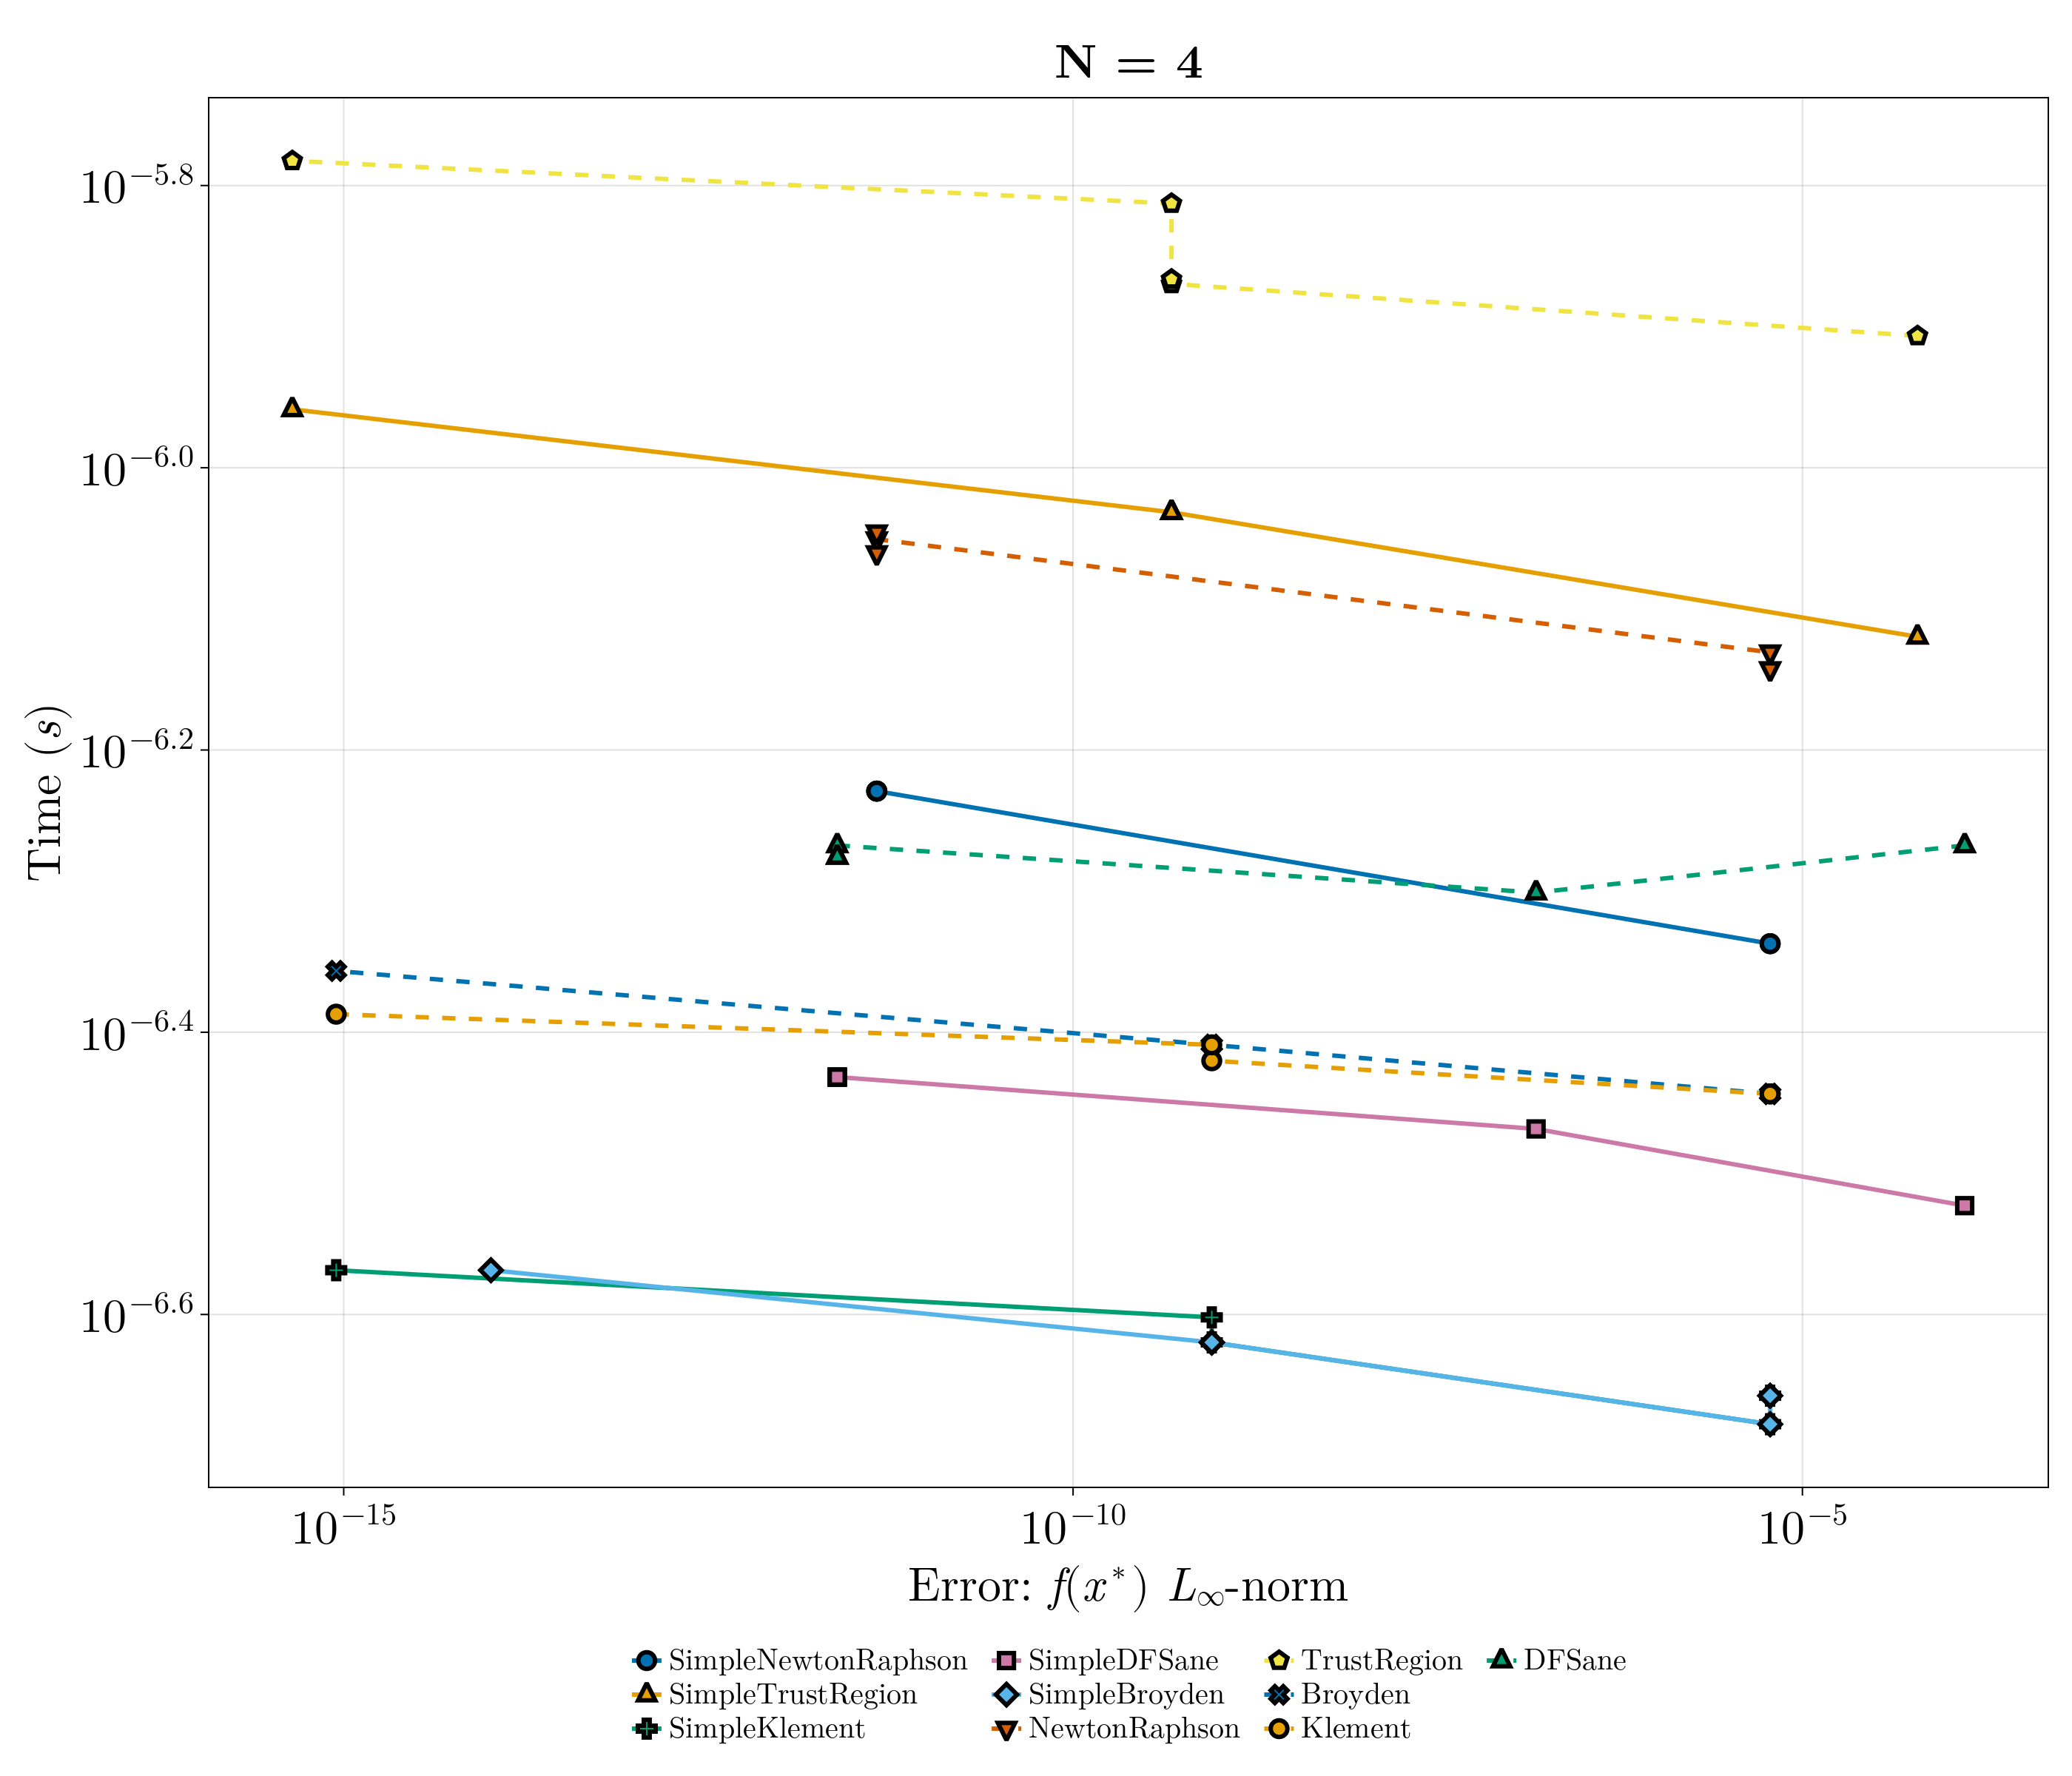 N = 4
Time (s)
10^−5.8
10^−6.0
10^−6.2
10^−6.4
10^−6.6
10^−15 10^−10 10^−5
Error: f(x*) L∞-norm
SimpleNewtonRaphson SimpleDFSane TrustRegion DFSane
SimpleTrustRegion SimpleBroyden Broyden
SimpleKlement NewtonRaphson Klement